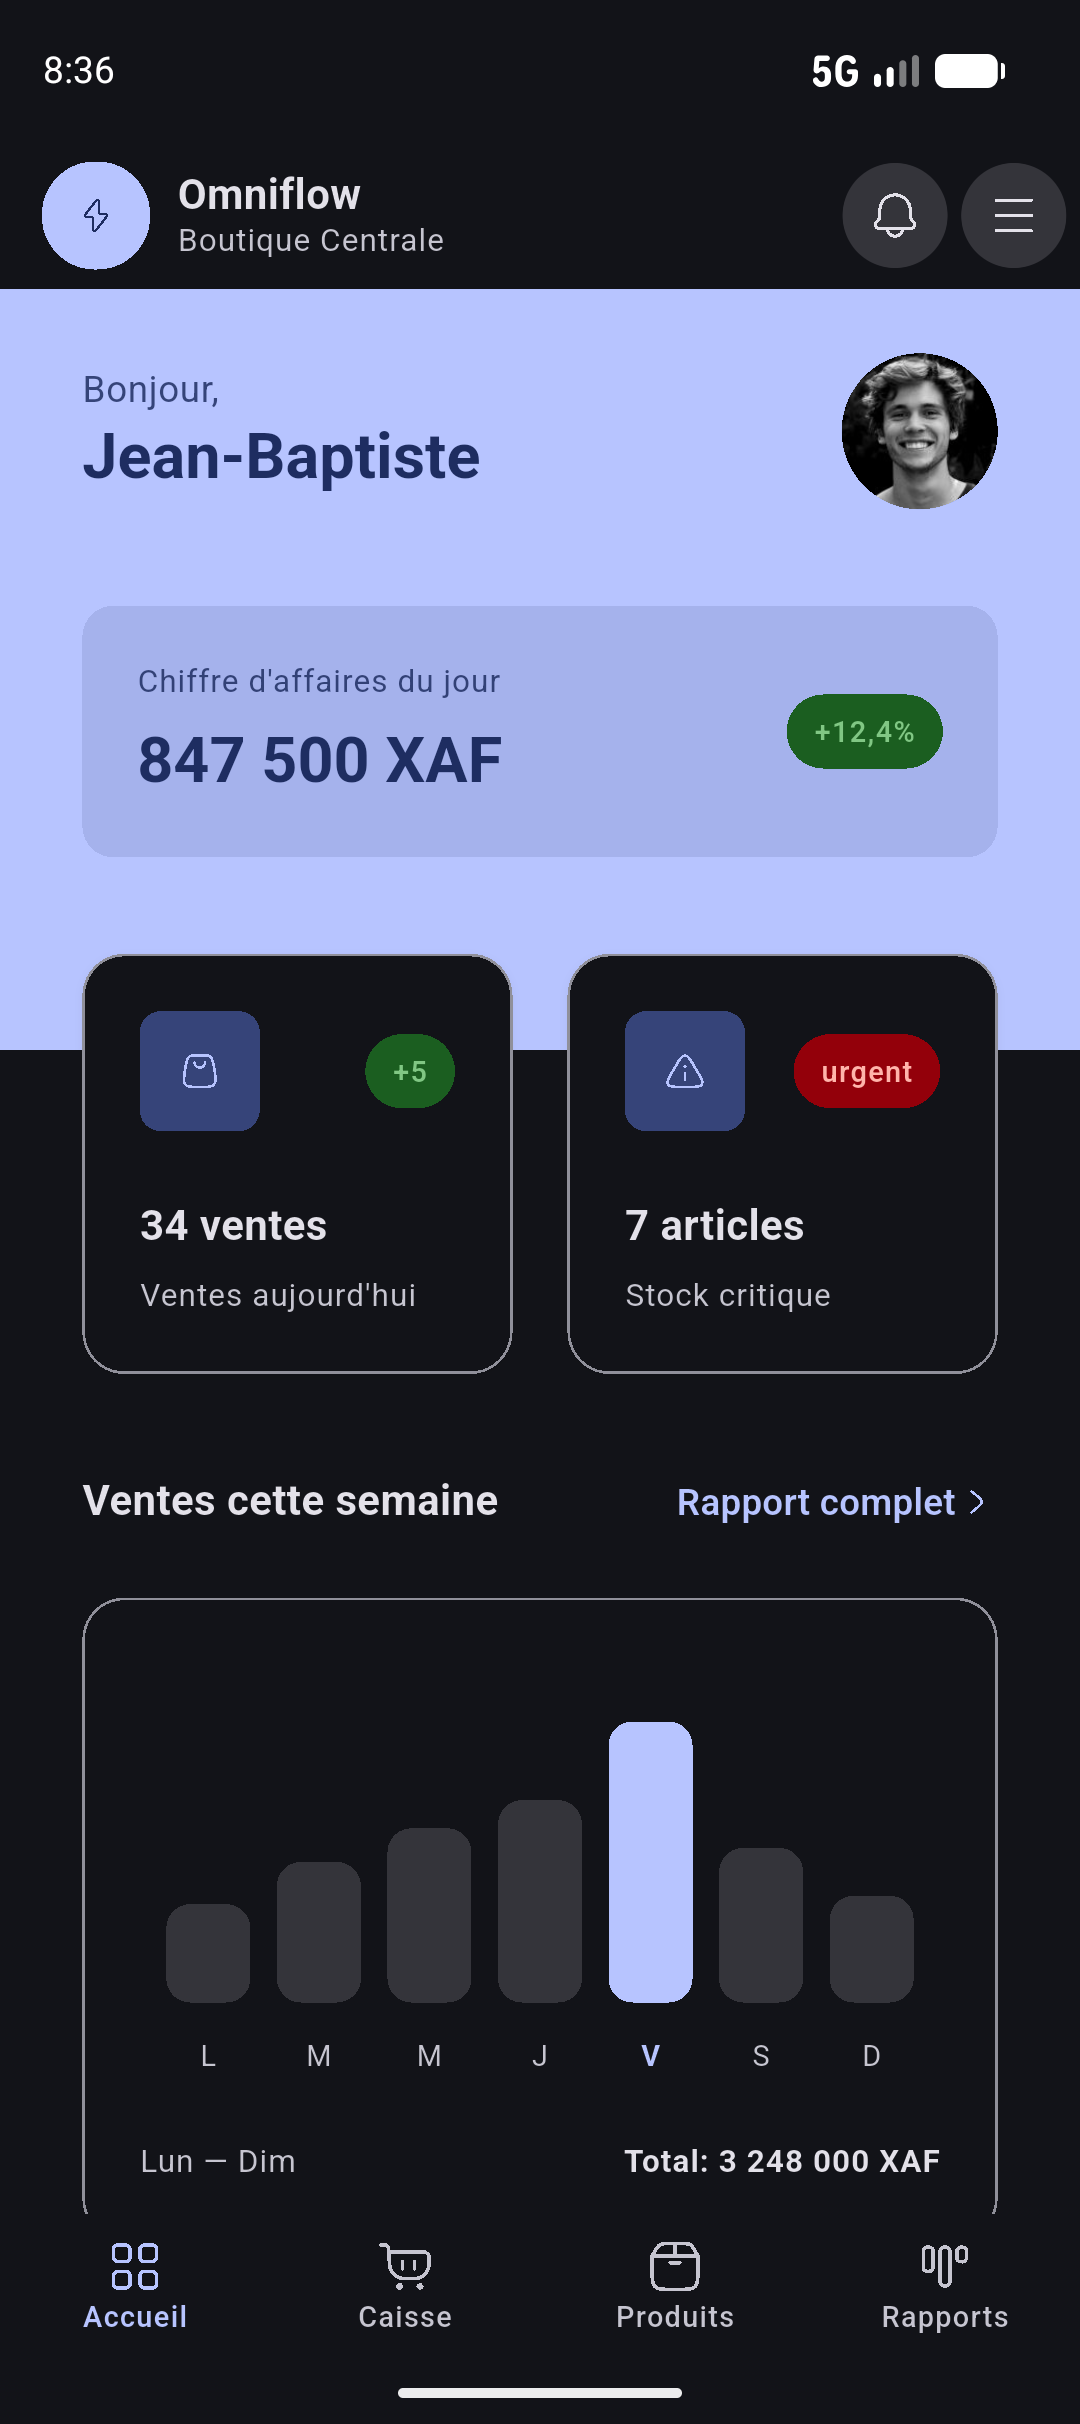 8:36
5G
Omniflow
Boutique Centrale
Bonjour,
Jean-Baptiste
Chiffre d'affaires du jour
847 500 XAF
+12,4%
+5
urgent
34 ventes
7 articles
Ventes aujourd'hui
Stock critique
Ventes cette semaine
Rapport complet
L M M J V S D
Lun — Dim
Total: 3 248 000 XAF
Accueil
Caisse
Produits
Rapports